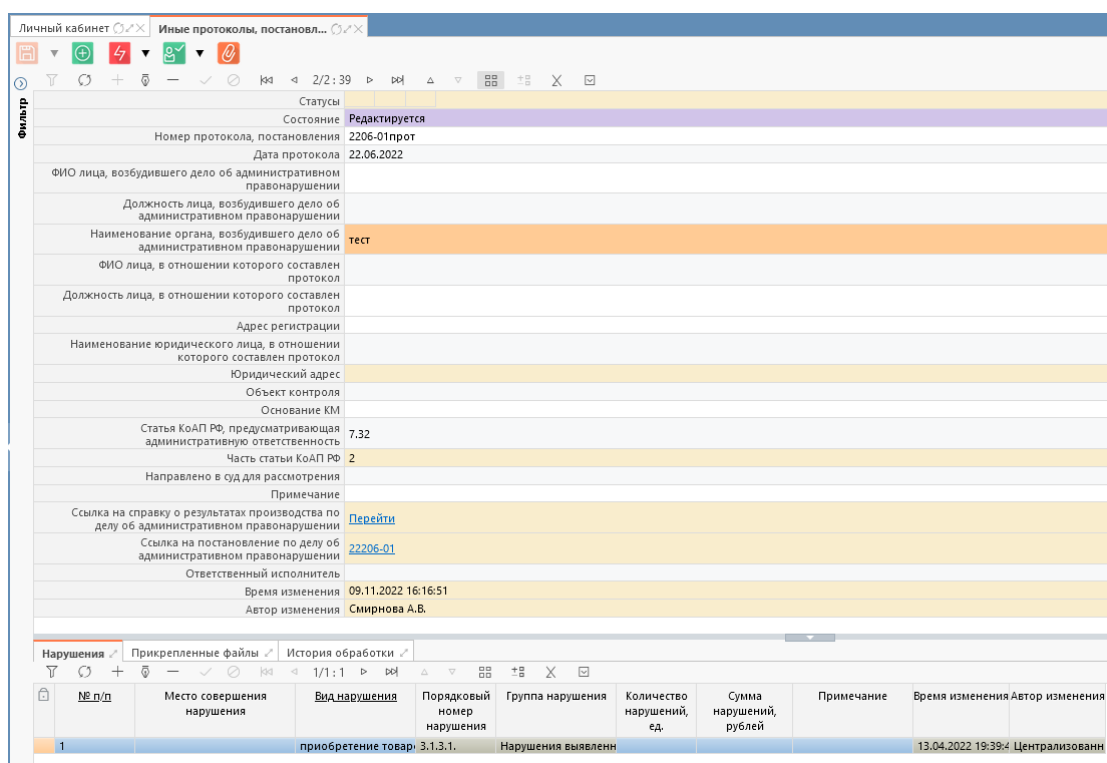 Личный кабинет
Иные протоколы, постановл...
2/2 : 39
Фильтр
Статусы
Состояние Редактируется
Номер протокола, постановления 2206-01прот
Дата протокола 22.06.2022
ФИО лица, возбудившего дело об административном
правонарушении
Должность лица, возбудившего дело об
административном правонарушении
Наименование органа, возбудившего дело об
административном правонарушении
тест
ФИО лица, в отношении которого составлен
протокол
Должность лица, в отношении которого составлен
протокол
Адрес регистрации
Наименование юридического лица, в отношении
которого составлен протокол
Юридический адрес
Объект контроля
Основание КМ
Статья КоАП РФ, предусматривающая
административную ответственность
7.32
Часть статьи КоАП РФ 2
Направлено в суд для рассмотрения
Примечание
Ссылка на справку о результатах производства по
делу об административном правонарушении
Перейти
Ссылка на постановление по делу об
административном правонарушении
22206-01
Ответственный исполнитель
Время изменения 09.11.2022 16:16:51
Автор изменения Смирнова А.В.
Нарушения
Прикрепленные файлы
История обработки
1/1 : 1
№ п/п
Место совершения
нарушения
Вид нарушения
Порядковый
номер
нарушения
Группа нарушения
Количество
нарушений,
ед.
Сумма
нарушений,
рублей
Примечание
Время изменения
Автор изменения
1 приобретение товар 3.1.3.1. Нарушения выявленн 13.04.2022 19:39:4 Централизованн